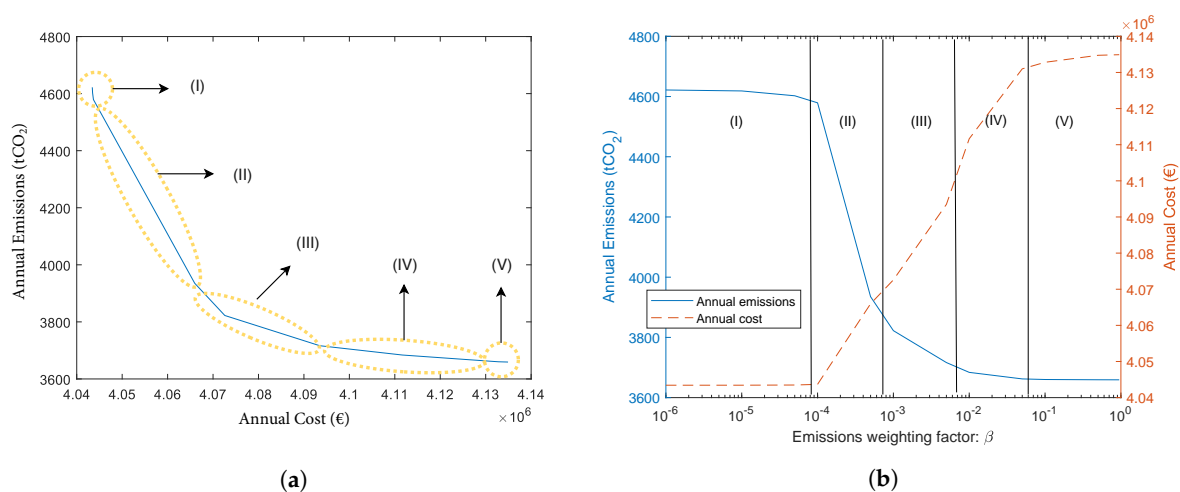 4800
4600
4400
4200
4000
3800
3600
Annual Emissions (tCO2)
(I)
(II)
(III)
(IV)
(V)
4.04 4.05 4.06 4.07 4.08 4.09 4.1 4.11 4.12 4.13 4.14
Annual Cost (€)
×10^6
(a)
4800
4600
4400
4200
4000
3800
3600
Annual Emissions (tCO2)
(I) (II) (III) (IV) (V)
Annual emissions
Annual cost
10^-6 10^-5 10^-4 10^-3 10^-2 10^-1 10^0
Emissions weighting factor: β
×10^6
4.14
4.13
4.12
4.11
4.1
4.09
4.08
4.07
4.06
4.05
4.04
Annual Cost (€)
(b)